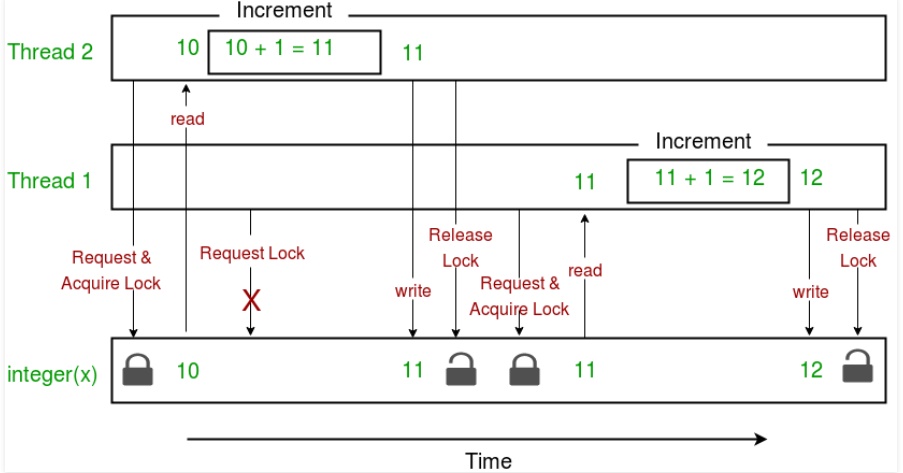 Increment
Thread 2
10
10 + 1 = 11
11
read
Increment
Thread 1
11
11 + 1 = 12
12
Request &
Acquire Lock
Request Lock
X
write
Release
Lock
Request &
Acquire Lock
read
write
Release
Lock
integer(x)
10
11
11
12
Time